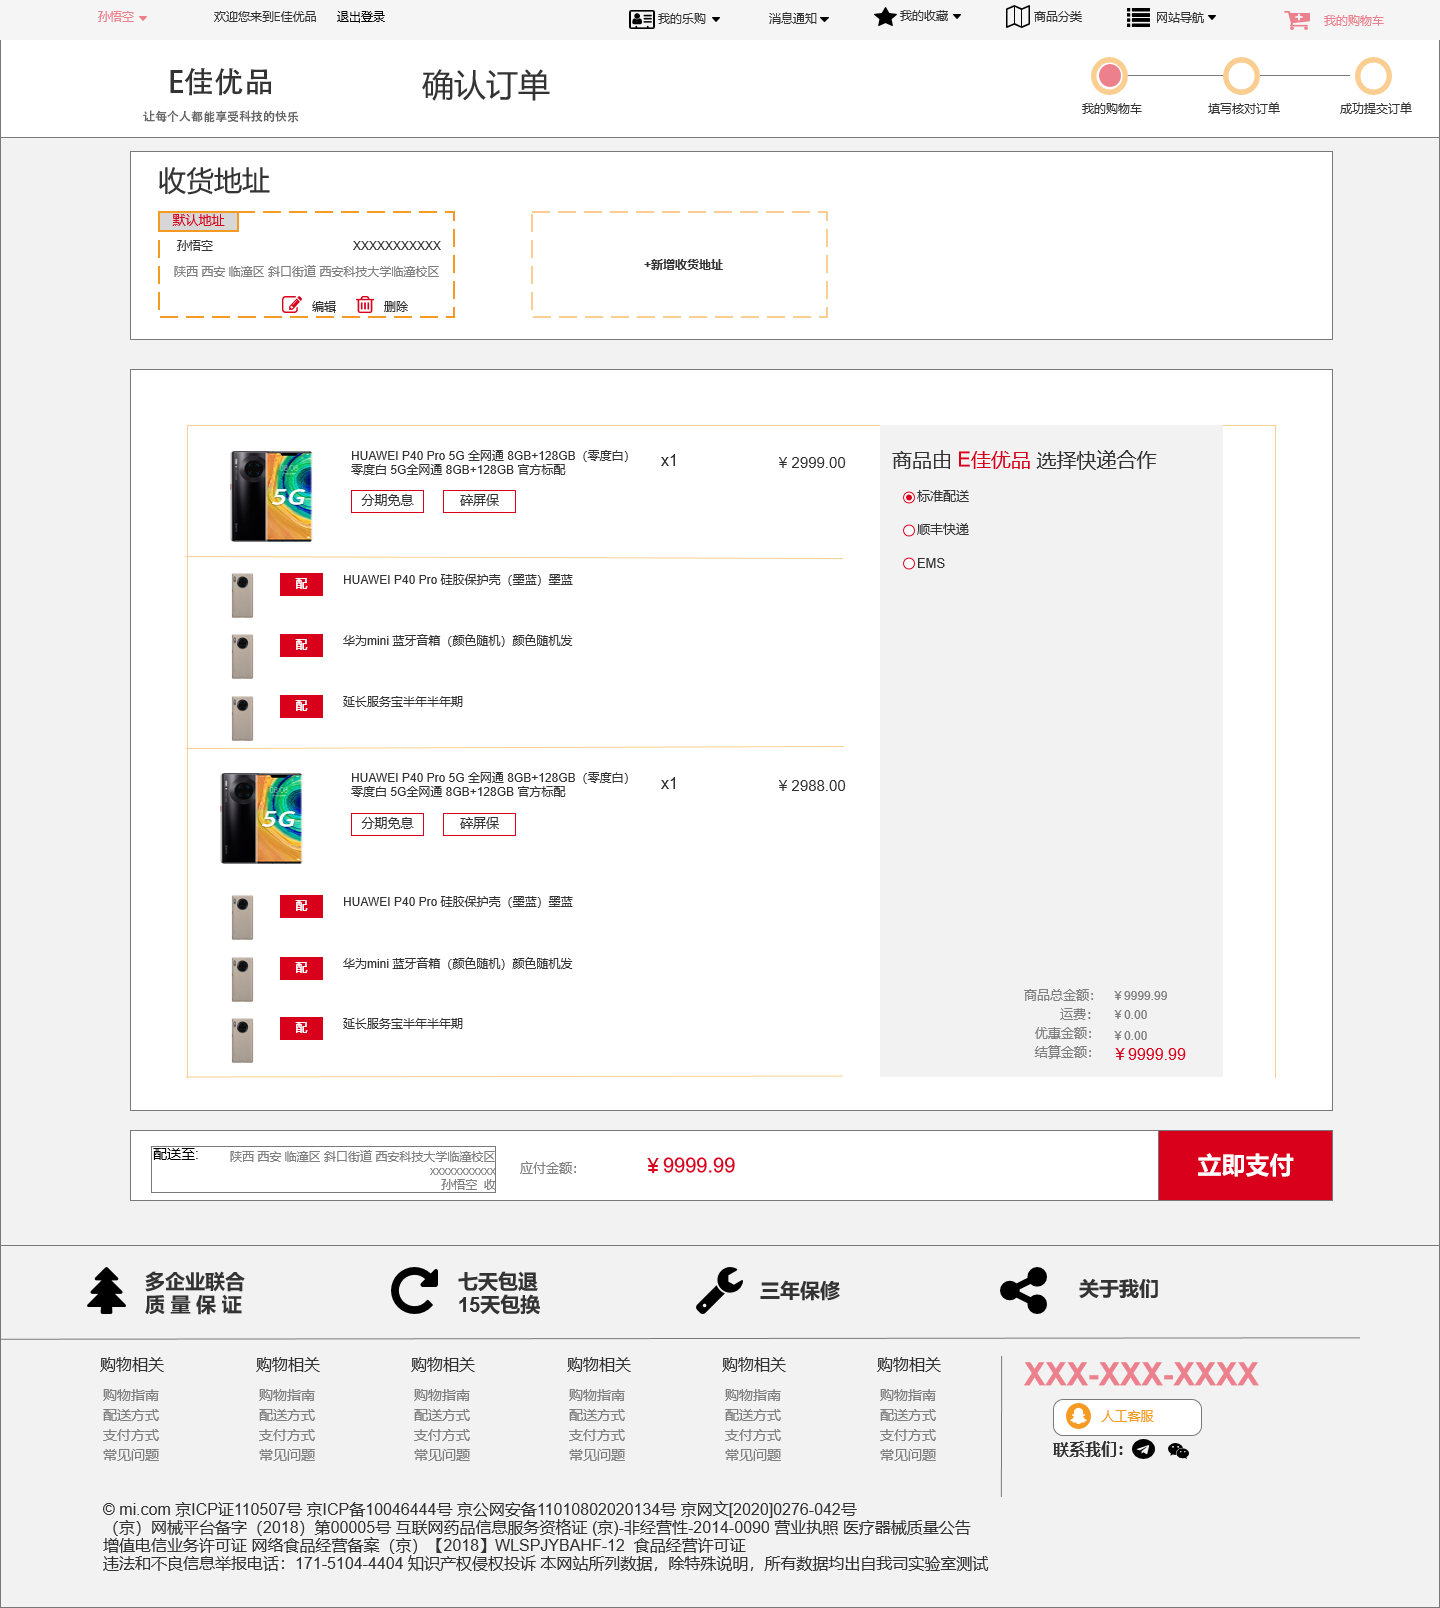 孙悟空
欢迎您来到E佳优品
退出登录
我的乐购
消息通知
我的收藏
商品分类
网站导航
我的购物车
E佳优品
让每个人都能享受科技的快乐
确认订单
我的购物车
填写核对订单
成功提交订单
收货地址
默认地址
孙悟空
XXXXXXXXXXX
陕西 西安 临潼区 斜口街道 西安科技大学临潼校区
编辑
删除
+新增收货地址
HUAWEI P40 Pro 5G 全网通 8GB+128GB（零度白）
零度白 5G全网通 8GB+128GB 官方标配
x1
¥ 2999.00
分期免息
碎屏保
08:08
5G
配
HUAWEI P40 Pro 硅胶保护壳（墨蓝）墨蓝
配
华为mini 蓝牙音箱（颜色随机）颜色随机发
配
延长服务宝半年半年期
HUAWEI P40 Pro 5G 全网通 8GB+128GB（零度白）
零度白 5G全网通 8GB+128GB 官方标配
x1
¥ 2988.00
分期免息
碎屏保
08:08
5G
配
HUAWEI P40 Pro 硅胶保护壳（墨蓝）墨蓝
配
华为mini 蓝牙音箱（颜色随机）颜色随机发
配
延长服务宝半年半年期
商品由 E佳优品 选择快递合作
标准配送
顺丰快递
EMS
商品总金额： ¥ 9999.99
运费： ¥ 0.00
优惠金额： ¥ 0.00
结算金额： ¥ 9999.99
配送至:
陕西 西安 临潼区 斜口街道 西安科技大学临潼校区
xxxxxxxxxxx
孙悟空 收
应付金额：
¥ 9999.99
立即支付
多企业联合
质 量 保 证
七天包退
15天包换
三年保修
关于我们
购物相关
购物指南
配送方式
支付方式
常见问题
购物相关
购物指南
配送方式
支付方式
常见问题
购物相关
购物指南
配送方式
支付方式
常见问题
购物相关
购物指南
配送方式
支付方式
常见问题
购物相关
购物指南
配送方式
支付方式
常见问题
购物相关
购物指南
配送方式
支付方式
常见问题
XXX-XXX-XXXX
人工客服
联系我们：
© mi.com 京ICP证110507号 京ICP备10046444号 京公网安备11010802020134号 京网文[2020]0276-042号
（京）网械平台备字（2018）第00005号 互联网药品信息服务资格证 (京)-非经营性-2014-0090 营业执照 医疗器械质量公告
增值电信业务许可证 网络食品经营备案（京）【2018】WLSPJYBAHF-12 食品经营许可证
违法和不良信息举报电话：171-5104-4404 知识产权侵权投诉 本网站所列数据，除特殊说明，所有数据均出自我司实验室测试